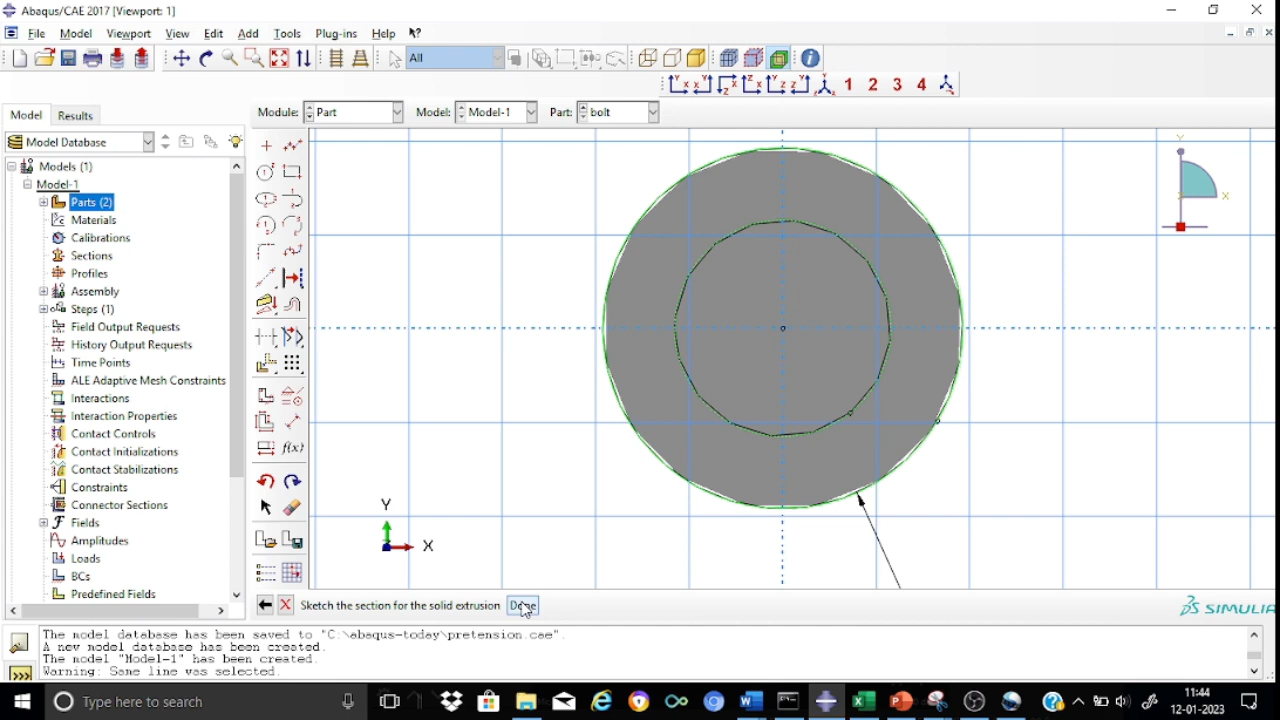 Abaqus/CAE 2017 [Viewport: 1]
File Model Viewport View Edit Add Tools Plug-ins Help
All
1 2 3 4
Model Results
Module: Part Model: Model-1 Part: bolt
Model Database
Models (1)
Model-1
Parts (2)
Materials
Calibrations
Sections
Profiles
Assembly
Steps (1)
Field Output Requests
History Output Requests
Time Points
ALE Adaptive Mesh Constraints
Interactions
Interaction Properties
Contact Controls
Contact Initializations
Contact Stabilizations
Constraints
Connector Sections
Fields
Amplitudes
Loads
BCs
Predefined Fields
f(x)
Y
X
Y
X
Sketch the section for the solid extrusion Done
SIMULIA
The model database has been saved to "C:\abaqus-today\pretension.cae".
A new model database has been created.
The model "Model-1" has been created.
Warning: Same line was selected.
Type here to search
11:44
12-01-2023